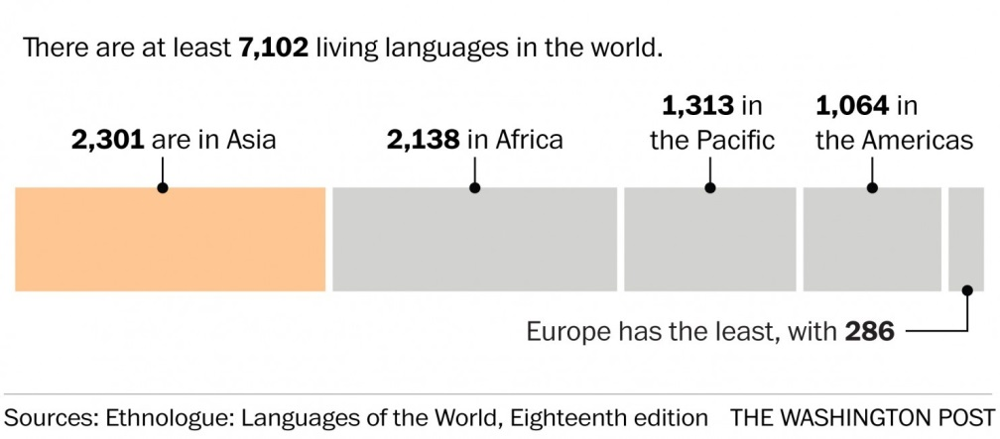 There are at least 7,102 living languages in the world.
2,301 are in Asia
2,138 in Africa
1,313 in
the Pacific
1,064 in
the Americas
Europe has the least, with 286
Sources: Ethnologue: Languages of the World, Eighteenth edition
THE WASHINGTON POST